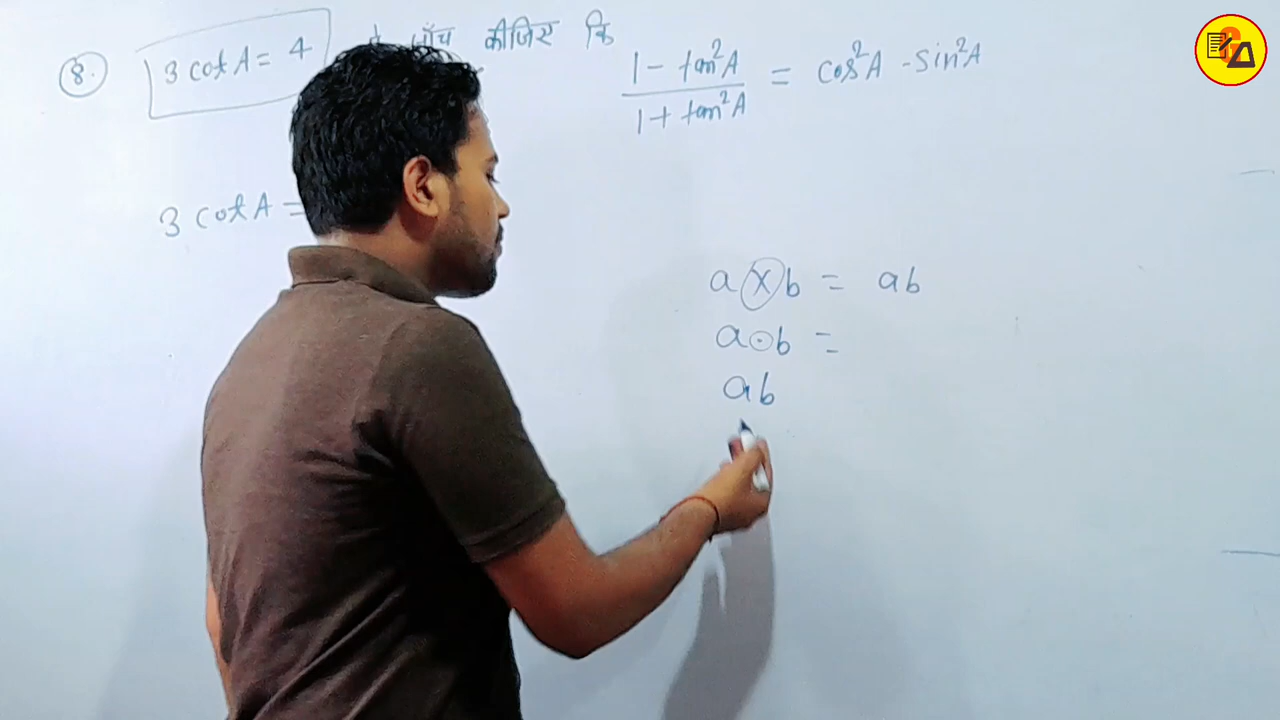 8. 3 cot A = 4 जाँच कीजिए कि (1 - tan²A)/(1 + tan²A) = cos²A - sin²A
3 cot A =
a x b = ab
a · b =
ab